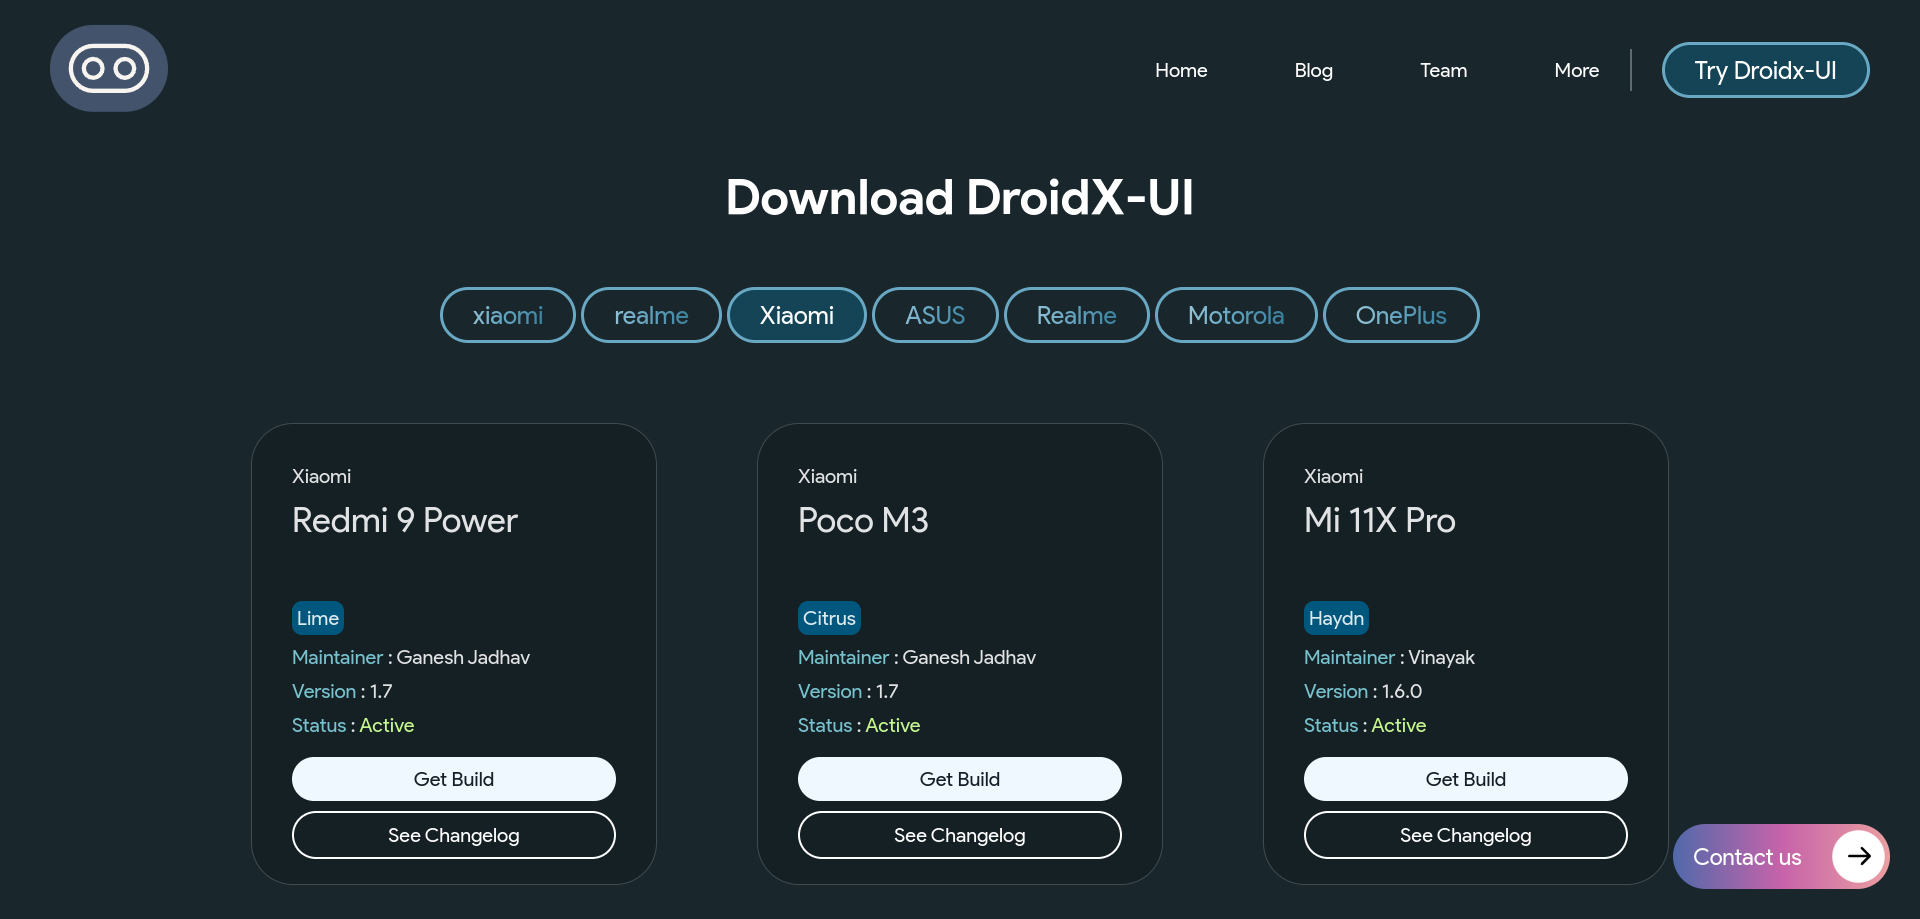 Home Blog Team More Try Droidx-UI
Download DroidX-UI
xiaomi realme Xiaomi ASUS Realme Motorola OnePlus
Xiaomi
Redmi 9 Power
Lime
Maintainer : Ganesh Jadhav
Version : 1.7
Status : Active
Get Build
See Changelog
Xiaomi
Poco M3
Citrus
Maintainer : Ganesh Jadhav
Version : 1.7
Status : Active
Get Build
See Changelog
Xiaomi
Mi 11X Pro
Haydn
Maintainer : Vinayak
Version : 1.6.0
Status : Active
Get Build
See Changelog
Contact us